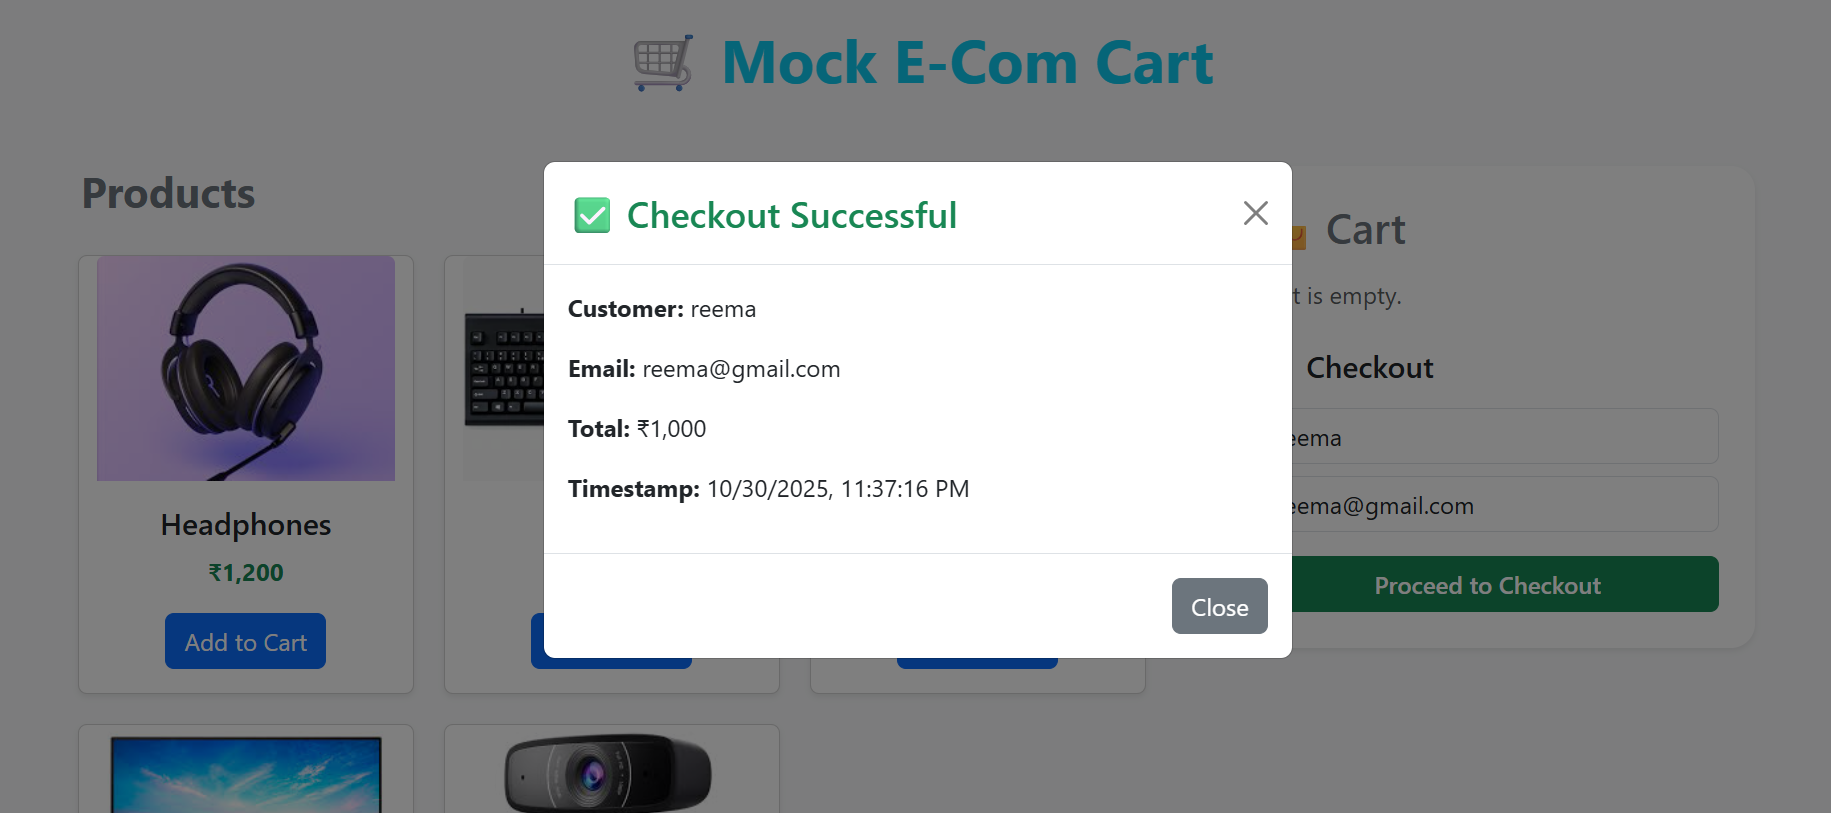 Mock E-Com Cart
Products
Headphones
₹1,200
Add to Cart
Checkout Successful
Customer: reema
Email: reema@gmail.com
Total: ₹1,000
Timestamp: 10/30/2025, 11:37:16 PM
Close
Cart
is empty.
Checkout
eema
eema@gmail.com
Proceed to Checkout